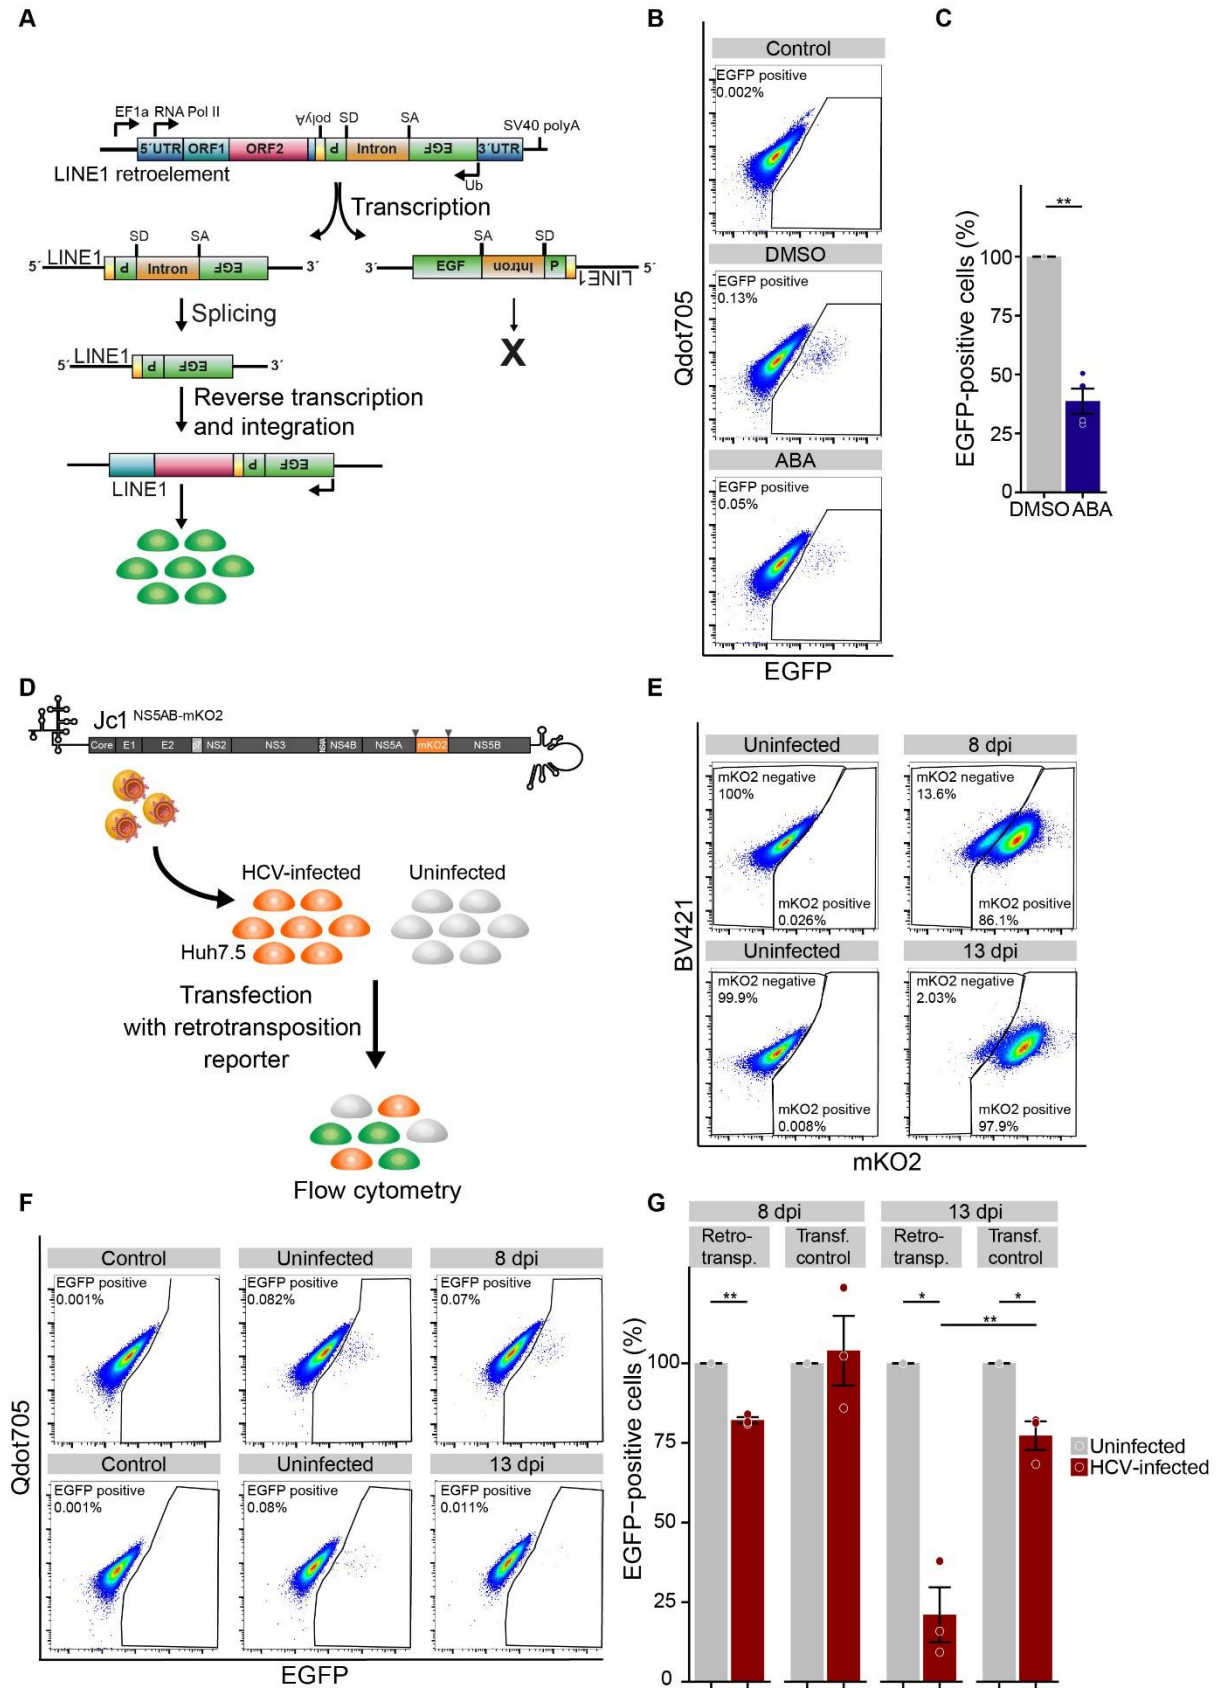 A
EF1a RNA Pol II
polyA SD SA SV40 polyA
5´UTR ORF1 ORF2 P Intron EGF 3´UTR
LINE1 retroelement
Ub
Transcription
SD SA
5´ LINE1 P Intron EGF 3´
SA SD
3´ EGF Intron P LINE1 5´
Splicing
X
5´ LINE1 P EGF 3´
Reverse transcription
and integration
P EGF
LINE1
B
Control
EGFP positive
0.002%
DMSO
EGFP positive
0.13%
ABA
EGFP positive
0.05%
Qdot705
EGFP
C
**
EGFP-positive cells (%)
100
75
50
25
0
DMSO ABA
D
Jc1 NS5AB-mKO2
Core E1 E2 p7 NS2 NS3 NS4A NS4B NS5A mKO2 NS5B
HCV-infected Uninfected
Huh7.5
Transfection
with retrotransposition
reporter
Flow cytometry
E
Uninfected
mKO2 negative
100%
mKO2 positive
0.026%
8 dpi
mKO2 negative
13.6%
mKO2 positive
86.1%
Uninfected
mKO2 negative
99.9%
mKO2 positive
0.008%
13 dpi
mKO2 negative
2.03%
mKO2 positive
97.9%
BV421
mKO2
F
Control
EGFP positive
0.001%
Uninfected
EGFP positive
0.082%
8 dpi
EGFP positive
0.07%
Control
EGFP positive
0.001%
Uninfected
EGFP positive
0.08%
13 dpi
EGFP positive
0.011%
Qdot705
EGFP
G
8 dpi 13 dpi
Retro-
transp.
Transf.
control
Retro-
transp.
Transf.
control
** * *
**
EGFP-positive cells (%)
100
75
50
25
0
Uninfected
HCV-infected